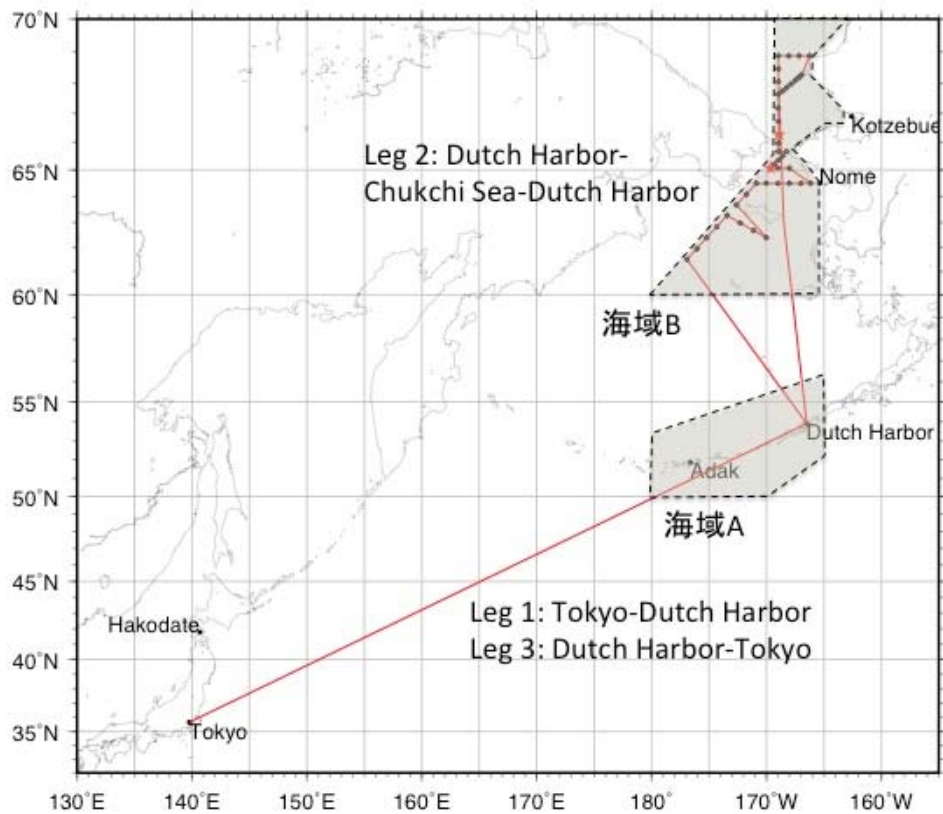 70˚N
65˚N
60˚N
55˚N
50˚N
45˚N
40˚N
35˚N
Kotzebue
Leg 2: Dutch Harbor-
Chukchi Sea-Dutch Harbor
Nome
海域B
Dutch Harbor
Adak
海域A
Leg 1: Tokyo-Dutch Harbor
Leg 3: Dutch Harbor-Tokyo
Hakodate
Tokyo
130˚E 140˚E 150˚E 160˚E 170˚E 180˚ 170˚W 160˚W